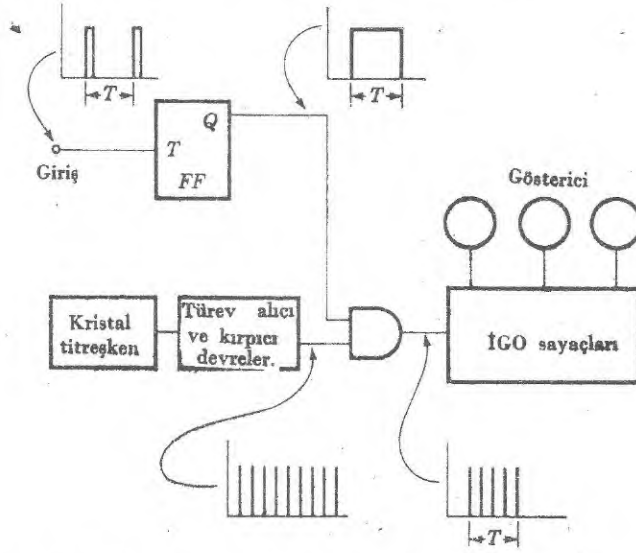 T
T
Q
T
FF
Giriş
Gösterici
Kristal
titreşken
Türev alıcı
ve kırpıcı
devreler.
İGO sayaçları
T